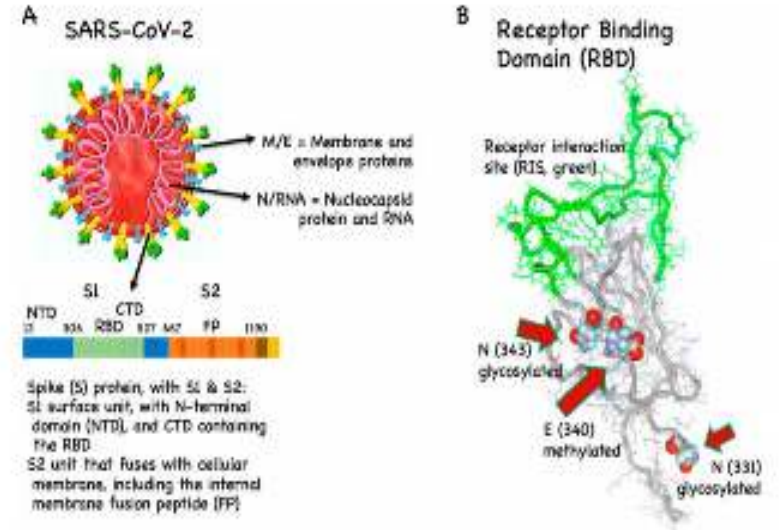 A
SARS-CoV-2
M/E = Membrane and
envelope proteins
N/RNA = Nucleocapsid
protein and RNA
S1
S2
NTD
CTD
RBD
FP
Spike (S) protein, with S1 & S2:
S1 surface unit, with N-terminal
domain (NTD), and CTD containing
the RBD
S2 unit that fuses with cellular
membrane, including the internal
membrane fusion peptide (FP)
B
Receptor Binding
Domain (RBD)
Receptor interaction
site (RIS, green)
N (343)
glycosylated
E (340)
methylated
N (331)
glycosylated